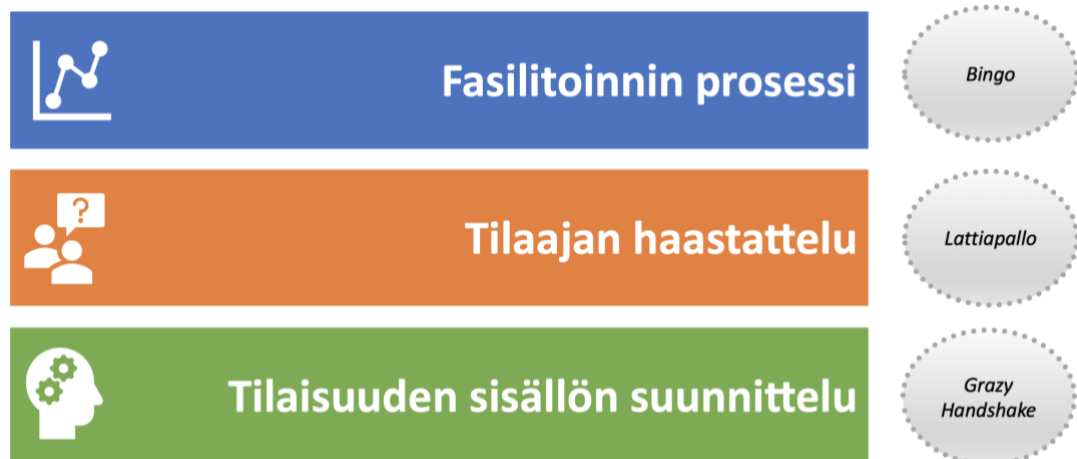 Fasilitoinnin prosessi
Bingo
?
Tilaajan haastattelu
Lattiapallo
Tilaisuuden sisällön suunnittelu
Grazy
Handshake